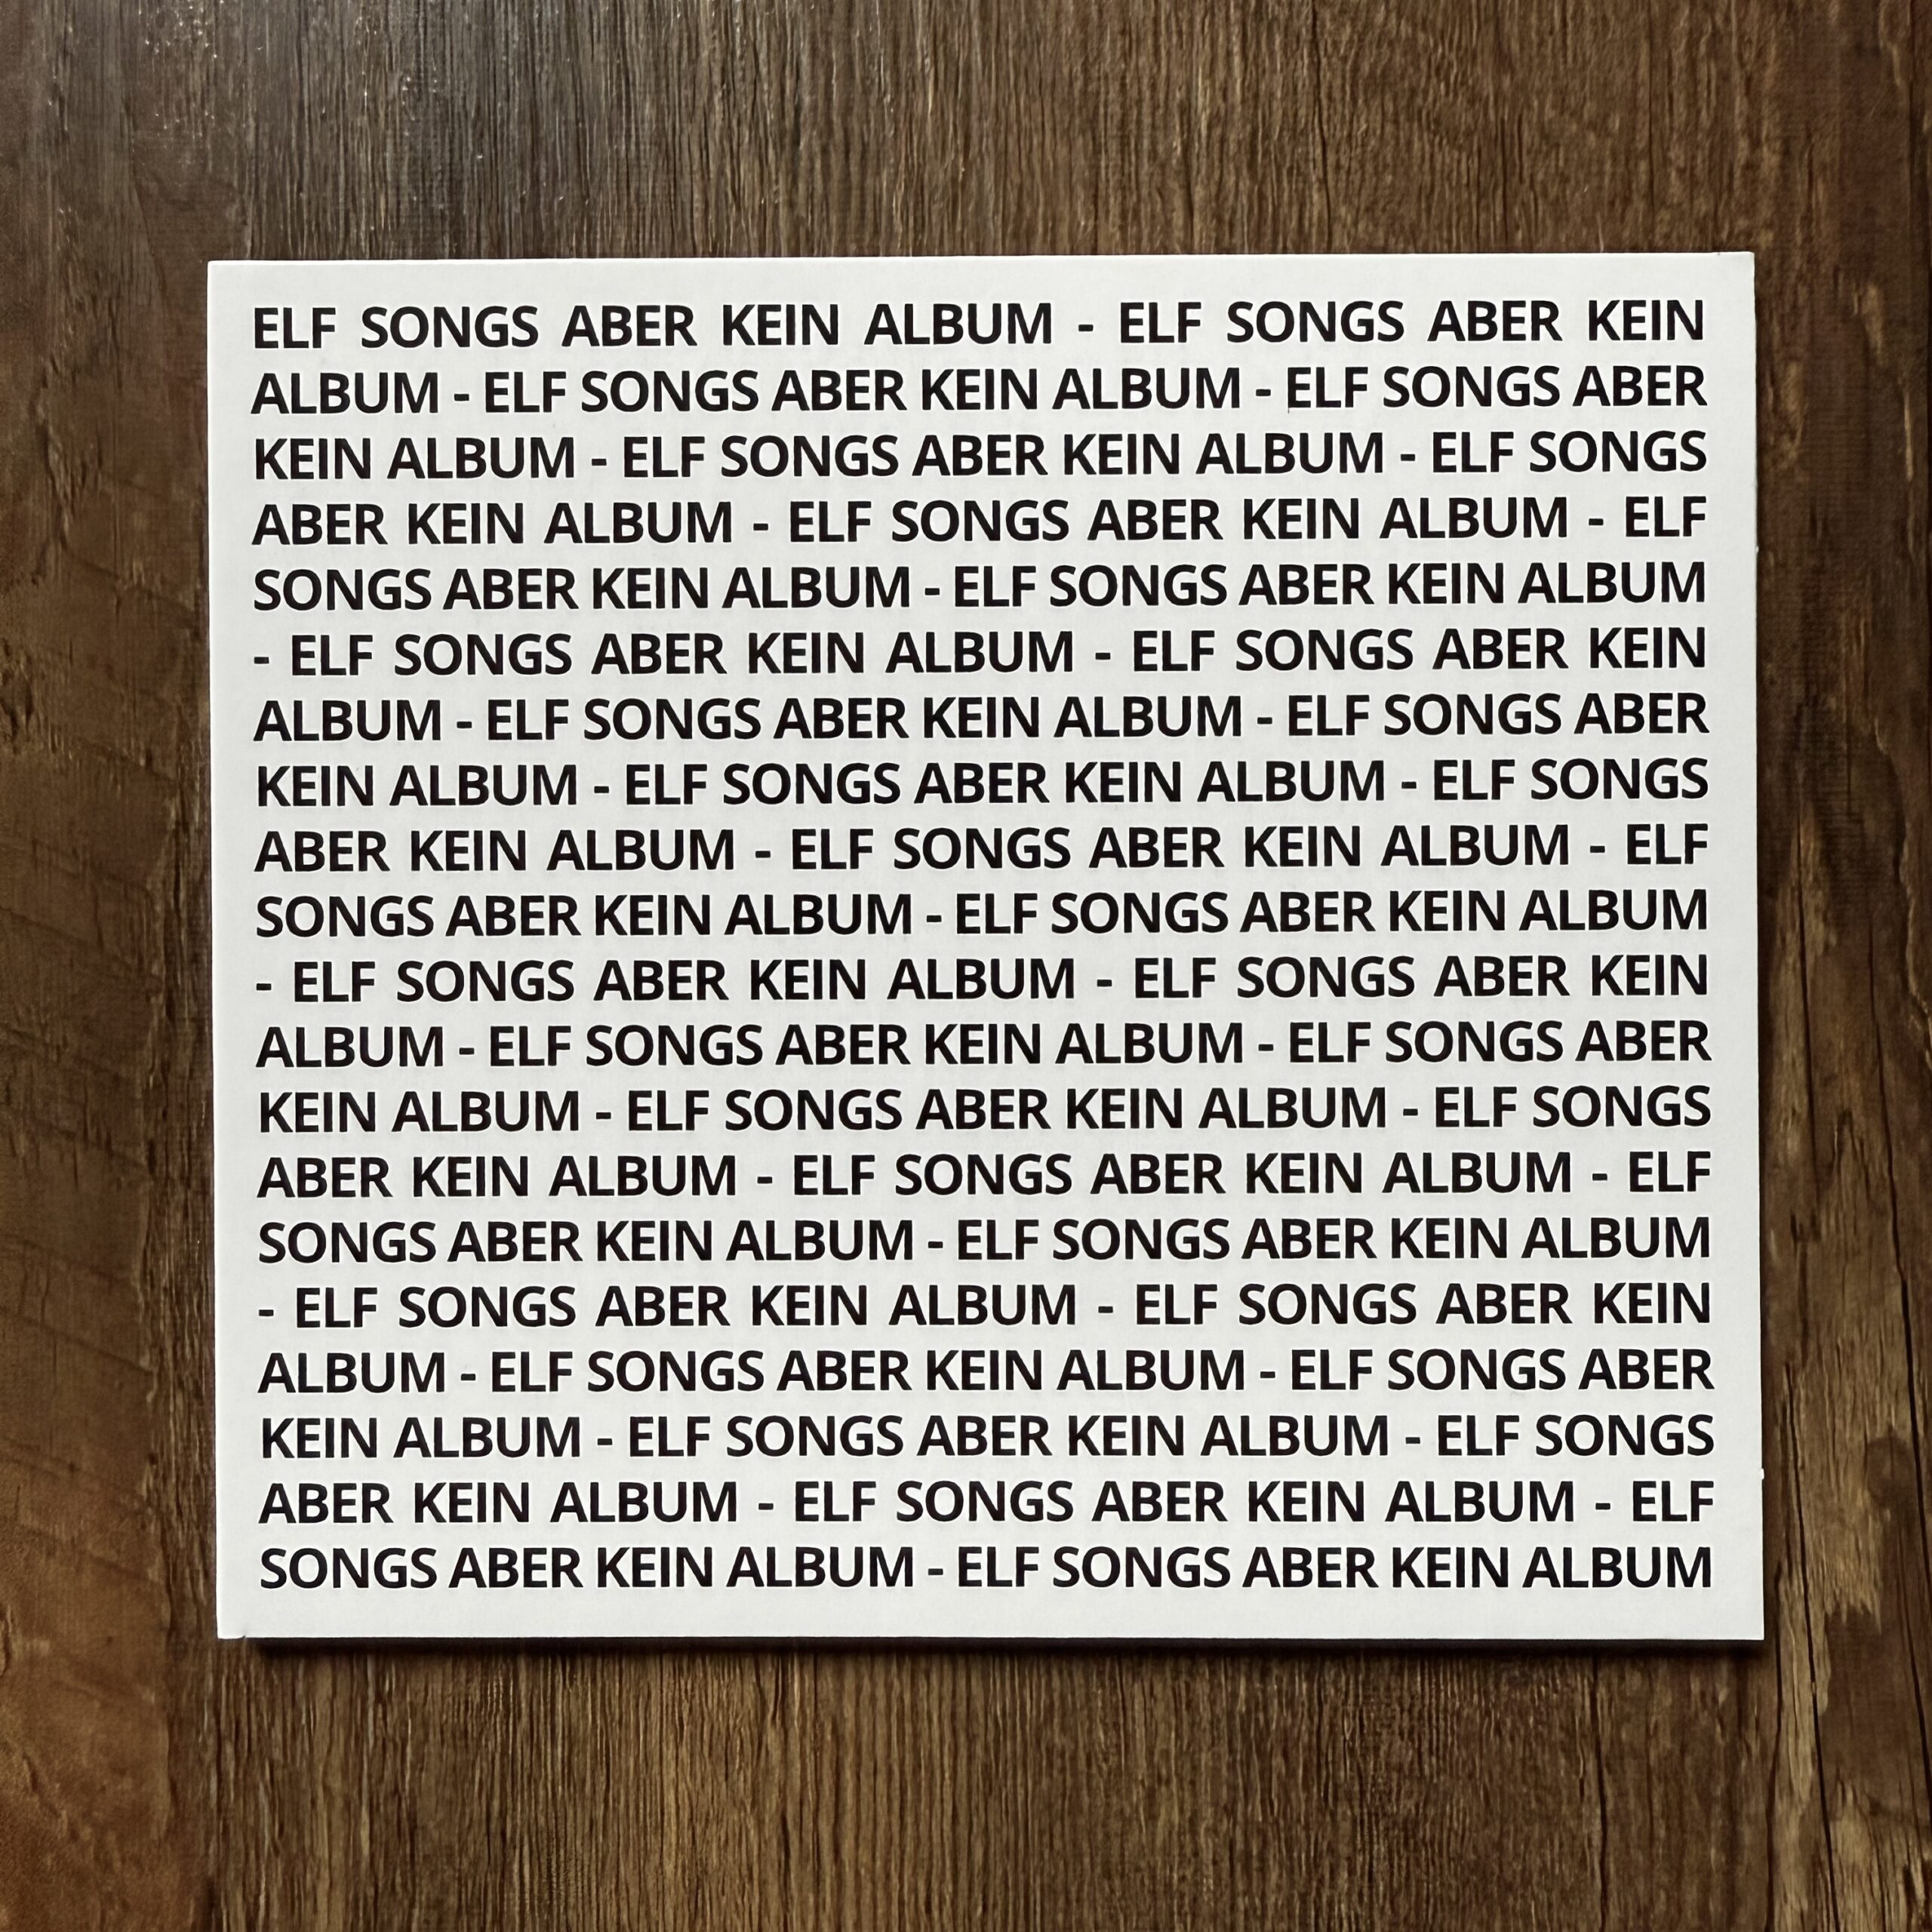 ELF SONGS ABER KEIN ALBUM - ELF SONGS ABER KEIN
ALBUM - ELF SONGS ABER KEIN ALBUM - ELF SONGS ABER
KEIN ALBUM - ELF SONGS ABER KEIN ALBUM - ELF SONGS
ABER KEIN ALBUM - ELF SONGS ABER KEIN ALBUM - ELF
SONGS ABER KEIN ALBUM - ELF SONGS ABER KEIN ALBUM
- ELF SONGS ABER KEIN ALBUM - ELF SONGS ABER KEIN
ALBUM - ELF SONGS ABER KEIN ALBUM - ELF SONGS ABER
KEIN ALBUM - ELF SONGS ABER KEIN ALBUM - ELF SONGS
ABER KEIN ALBUM - ELF SONGS ABER KEIN ALBUM - ELF
SONGS ABER KEIN ALBUM - ELF SONGS ABER KEIN ALBUM
- ELF SONGS ABER KEIN ALBUM - ELF SONGS ABER KEIN
ALBUM - ELF SONGS ABER KEIN ALBUM - ELF SONGS ABER
KEIN ALBUM - ELF SONGS ABER KEIN ALBUM - ELF SONGS
ABER KEIN ALBUM - ELF SONGS ABER KEIN ALBUM - ELF
SONGS ABER KEIN ALBUM - ELF SONGS ABER KEIN ALBUM
- ELF SONGS ABER KEIN ALBUM - ELF SONGS ABER KEIN
ALBUM - ELF SONGS ABER KEIN ALBUM - ELF SONGS ABER
KEIN ALBUM - ELF SONGS ABER KEIN ALBUM - ELF SONGS
ABER KEIN ALBUM - ELF SONGS ABER KEIN ALBUM - ELF
SONGS ABER KEIN ALBUM - ELF SONGS ABER KEIN ALBUM